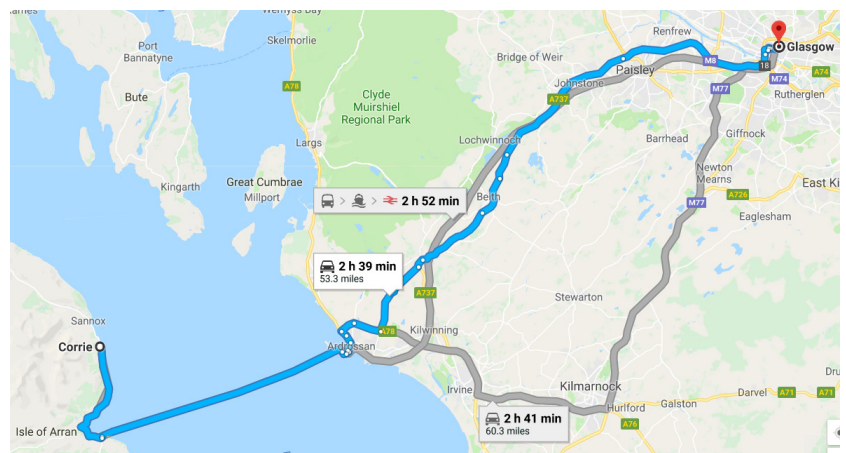 Wemyss Bay
Skelmorlie
Renfrew
Port
Bannatyne
Bridge of Weir
Glasgow
M8
18
Paisley
A74
Bute
A78
Clyde
Muirshiel
Regional Park
Johnstone
A737
M77
M74
Rutherglen
Largs
Lochwinnoch
Barrhead
Giffnock
Kingarth
Great Cumbrae
Millport
Newton
Mearns
East Ki
A726
M77
2 h 52 min
Beith
Eaglesham
2 h 39 min
53.3 miles
A737
Stewarton
Sannox
Corrie
A78
Kilwinning
Ardrossan
Irvine
Kilmarnock
Dru
Darvel
A71
A71
Galston
Hurlford
A76
2 h 41 min
60.3 miles
Isle of Arran